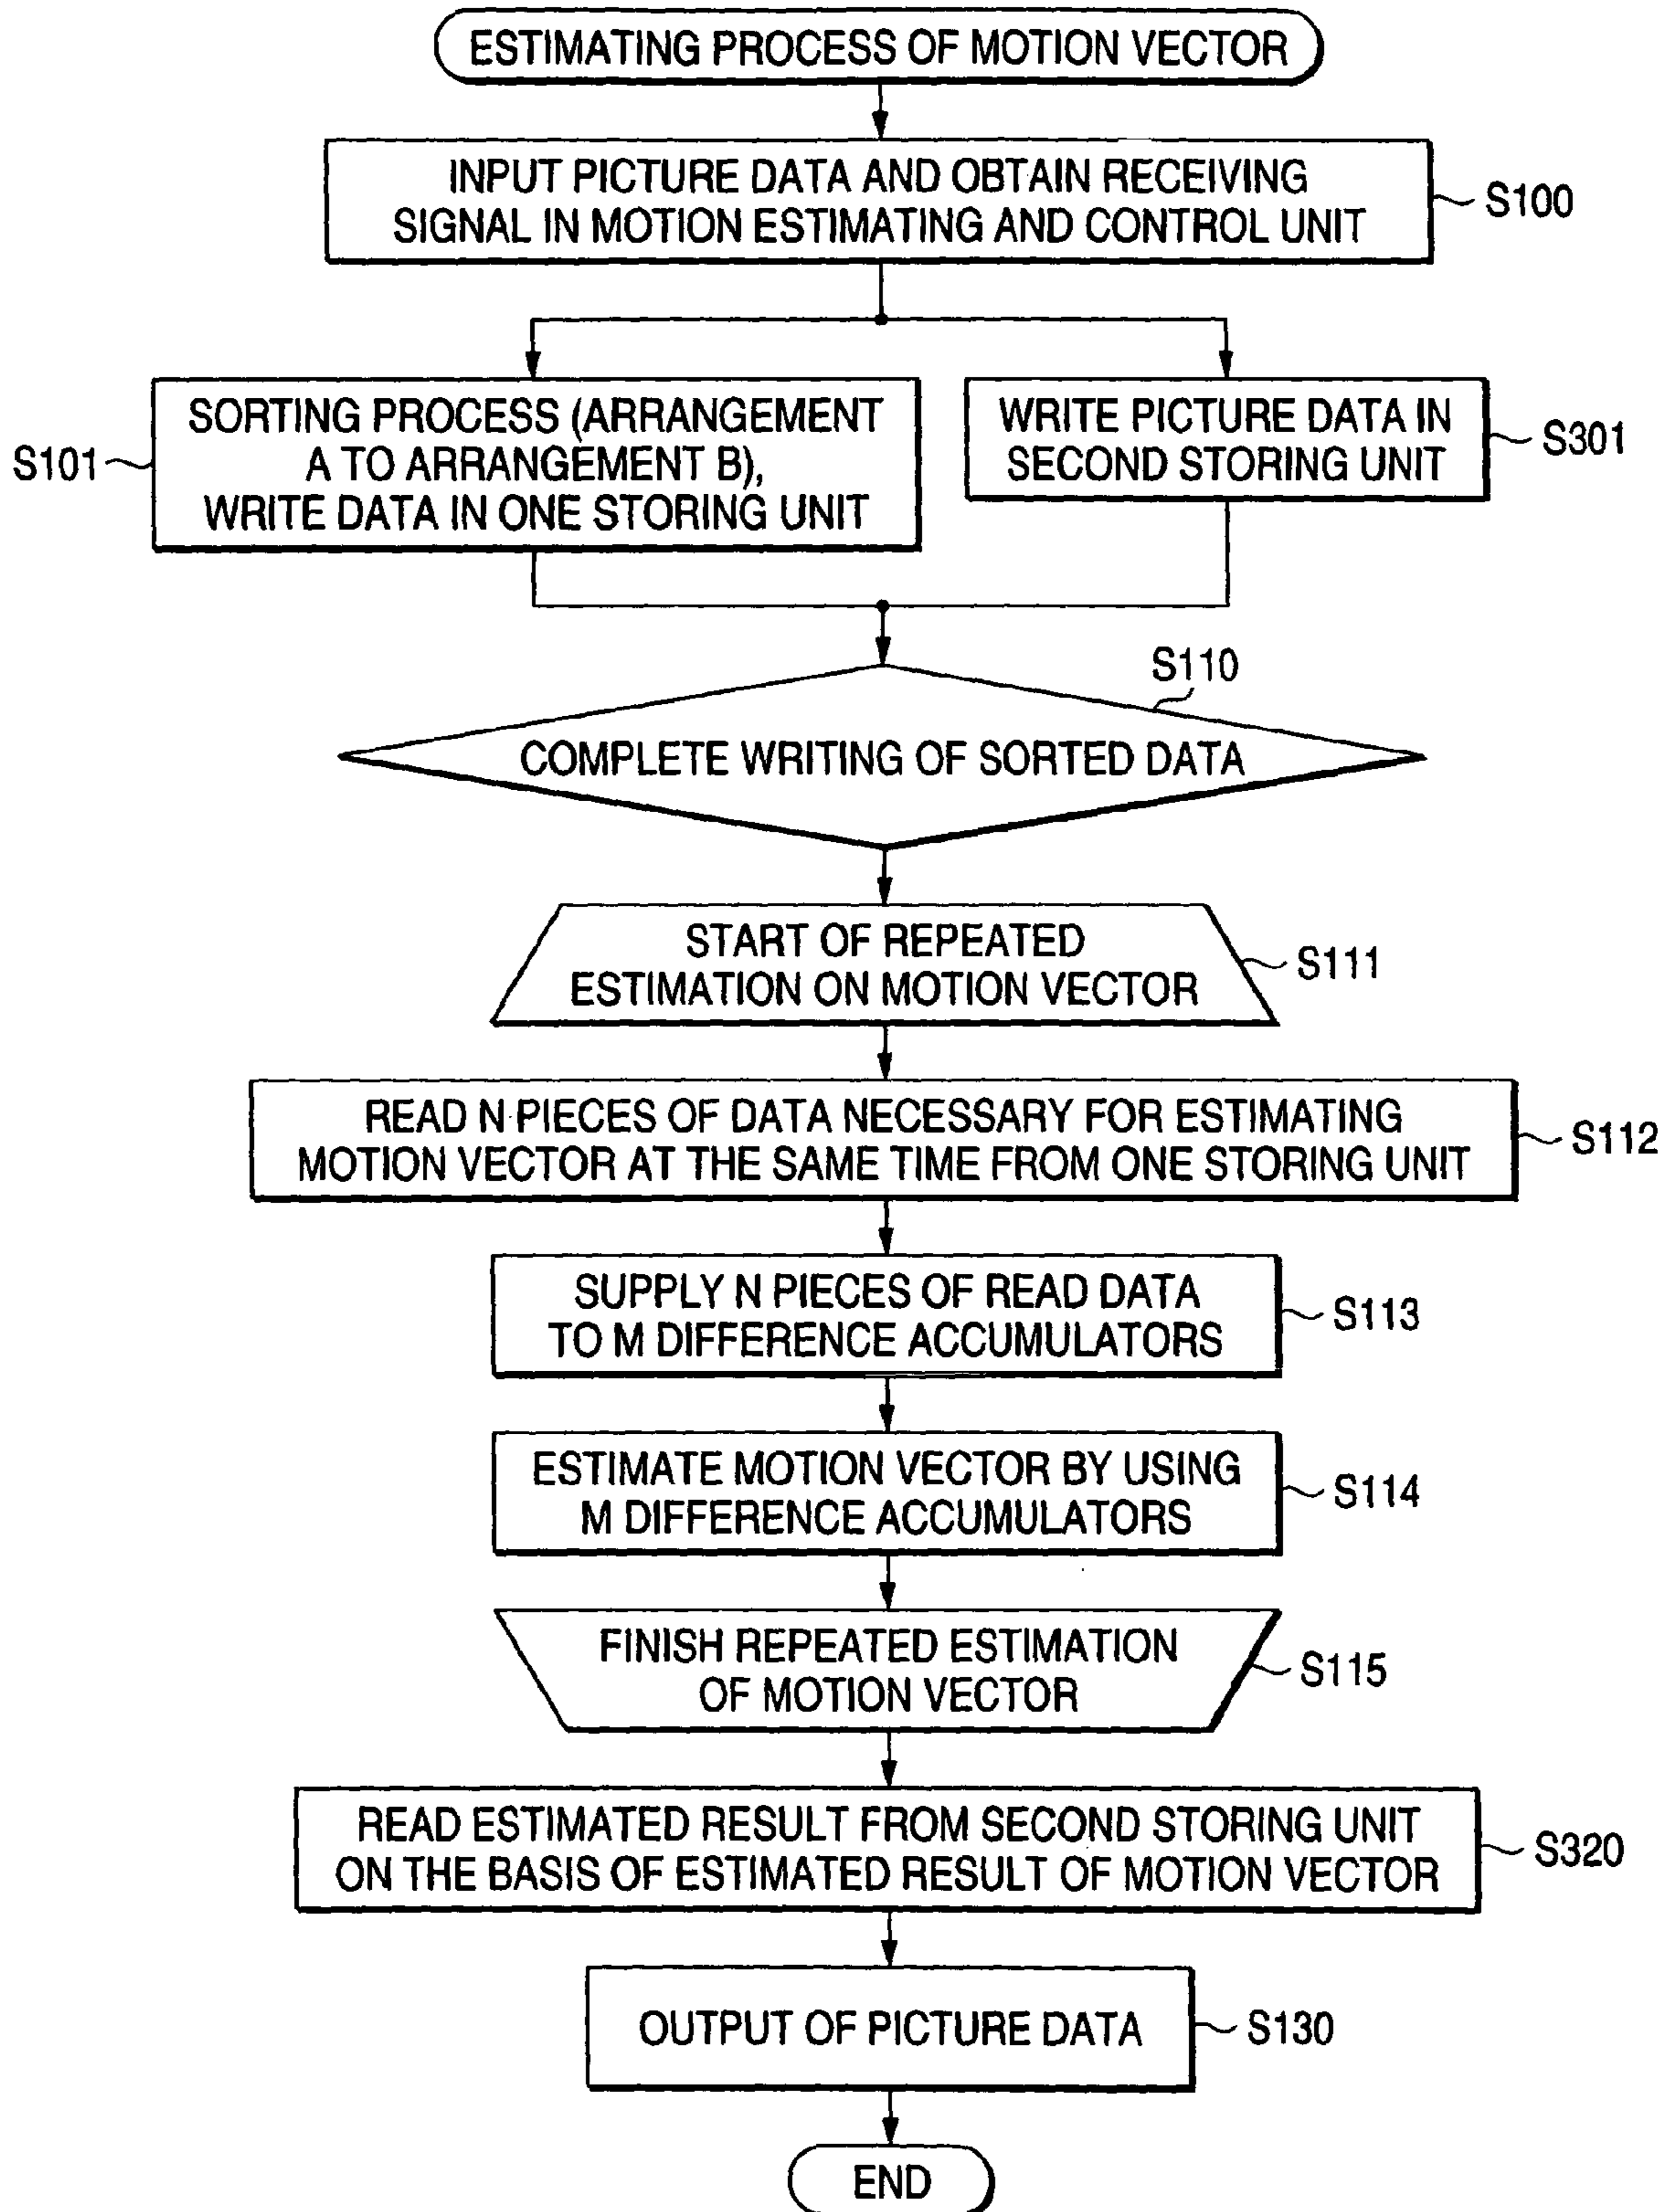 ESTIMATING PROCESS OF MOTION VECTOR
INPUT PICTURE DATA AND OBTAIN RECEIVING
SIGNAL IN MOTION ESTIMATING AND CONTROL UNIT
S100
SORTING PROCESS (ARRANGEMENT
A TO ARRANGEMENT B),
WRITE DATA IN ONE STORING UNIT
S101
WRITE PICTURE DATA IN
SECOND STORING UNIT
S301
S110
COMPLETE WRITING OF SORTED DATA
START OF REPEATED
ESTIMATION ON MOTION VECTOR
S111
READ N PIECES OF DATA NECESSARY FOR ESTIMATING
MOTION VECTOR AT THE SAME TIME FROM ONE STORING UNIT
S112
SUPPLY N PIECES OF READ DATA
TO M DIFFERENCE ACCUMULATORS
S113
ESTIMATE MOTION VECTOR BY USING
M DIFFERENCE ACCUMULATORS
S114
FINISH REPEATED ESTIMATION
OF MOTION VECTOR
S115
READ ESTIMATED RESULT FROM SECOND STORING UNIT
ON THE BASIS OF ESTIMATED RESULT OF MOTION VECTOR
S320
OUTPUT OF PICTURE DATA
S130
END